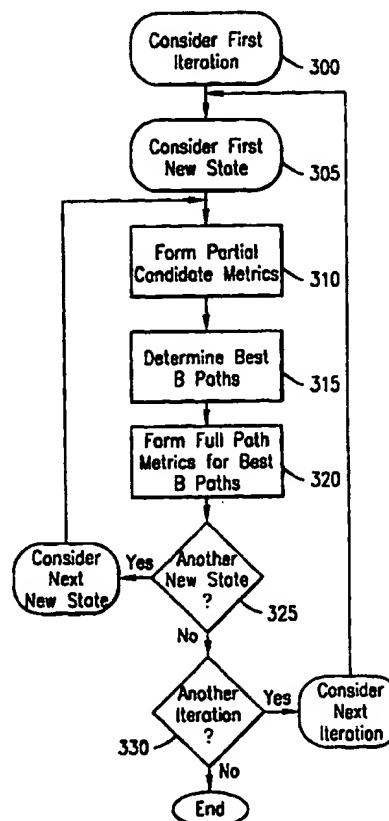 Consider First
Iteration
300
Consider First
New State
305
Form Partial
Candidate Metrics
310
Determine Best
B Paths
315
Form Full Path
Metrics for Best
B Paths
320
Consider
Next
New State
Yes
Another
New State
?
325
No
Another
Iteration
?
330
Yes
Consider
Next
Iteration
No
End